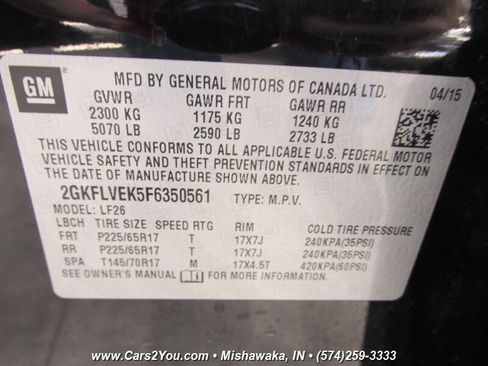 GM
MFD BY GENERAL MOTORS OF CANADA LTD.
04/15
GVWR GAWR FRT GAWR RR
2300 KG 1175 KG 1240 KG
5070 LB 2590 LB 2733 LB
THIS VEHICLE CONFORMS TO ALL APPLICABLE U.S. FEDERAL MOTOR
VEHICLE SAFETY AND THEFT PREVENTION STANDARDS IN EFFECT ON
THE DATE OF MANUFACTURE SHOWN ABOVE.
2GKFLVEK5F6350561 TYPE: M.P.V.
MODEL: LF26
LBCH TIRE SIZE SPEED RTG RIM COLD TIRE PRESSURE
FRT P225/65R17 T 17X7J 240KPA(35PSI)
RR P225/65R17 T 17X7J 240KPA(35PSI)
SPA T145/70R17 M 17X4.5T 420KPA(60PSI)
SEE OWNER'S MANUAL FOR MORE INFORMATION.
www.Cars2You.com - Mishawaka, IN - (574)259-3333